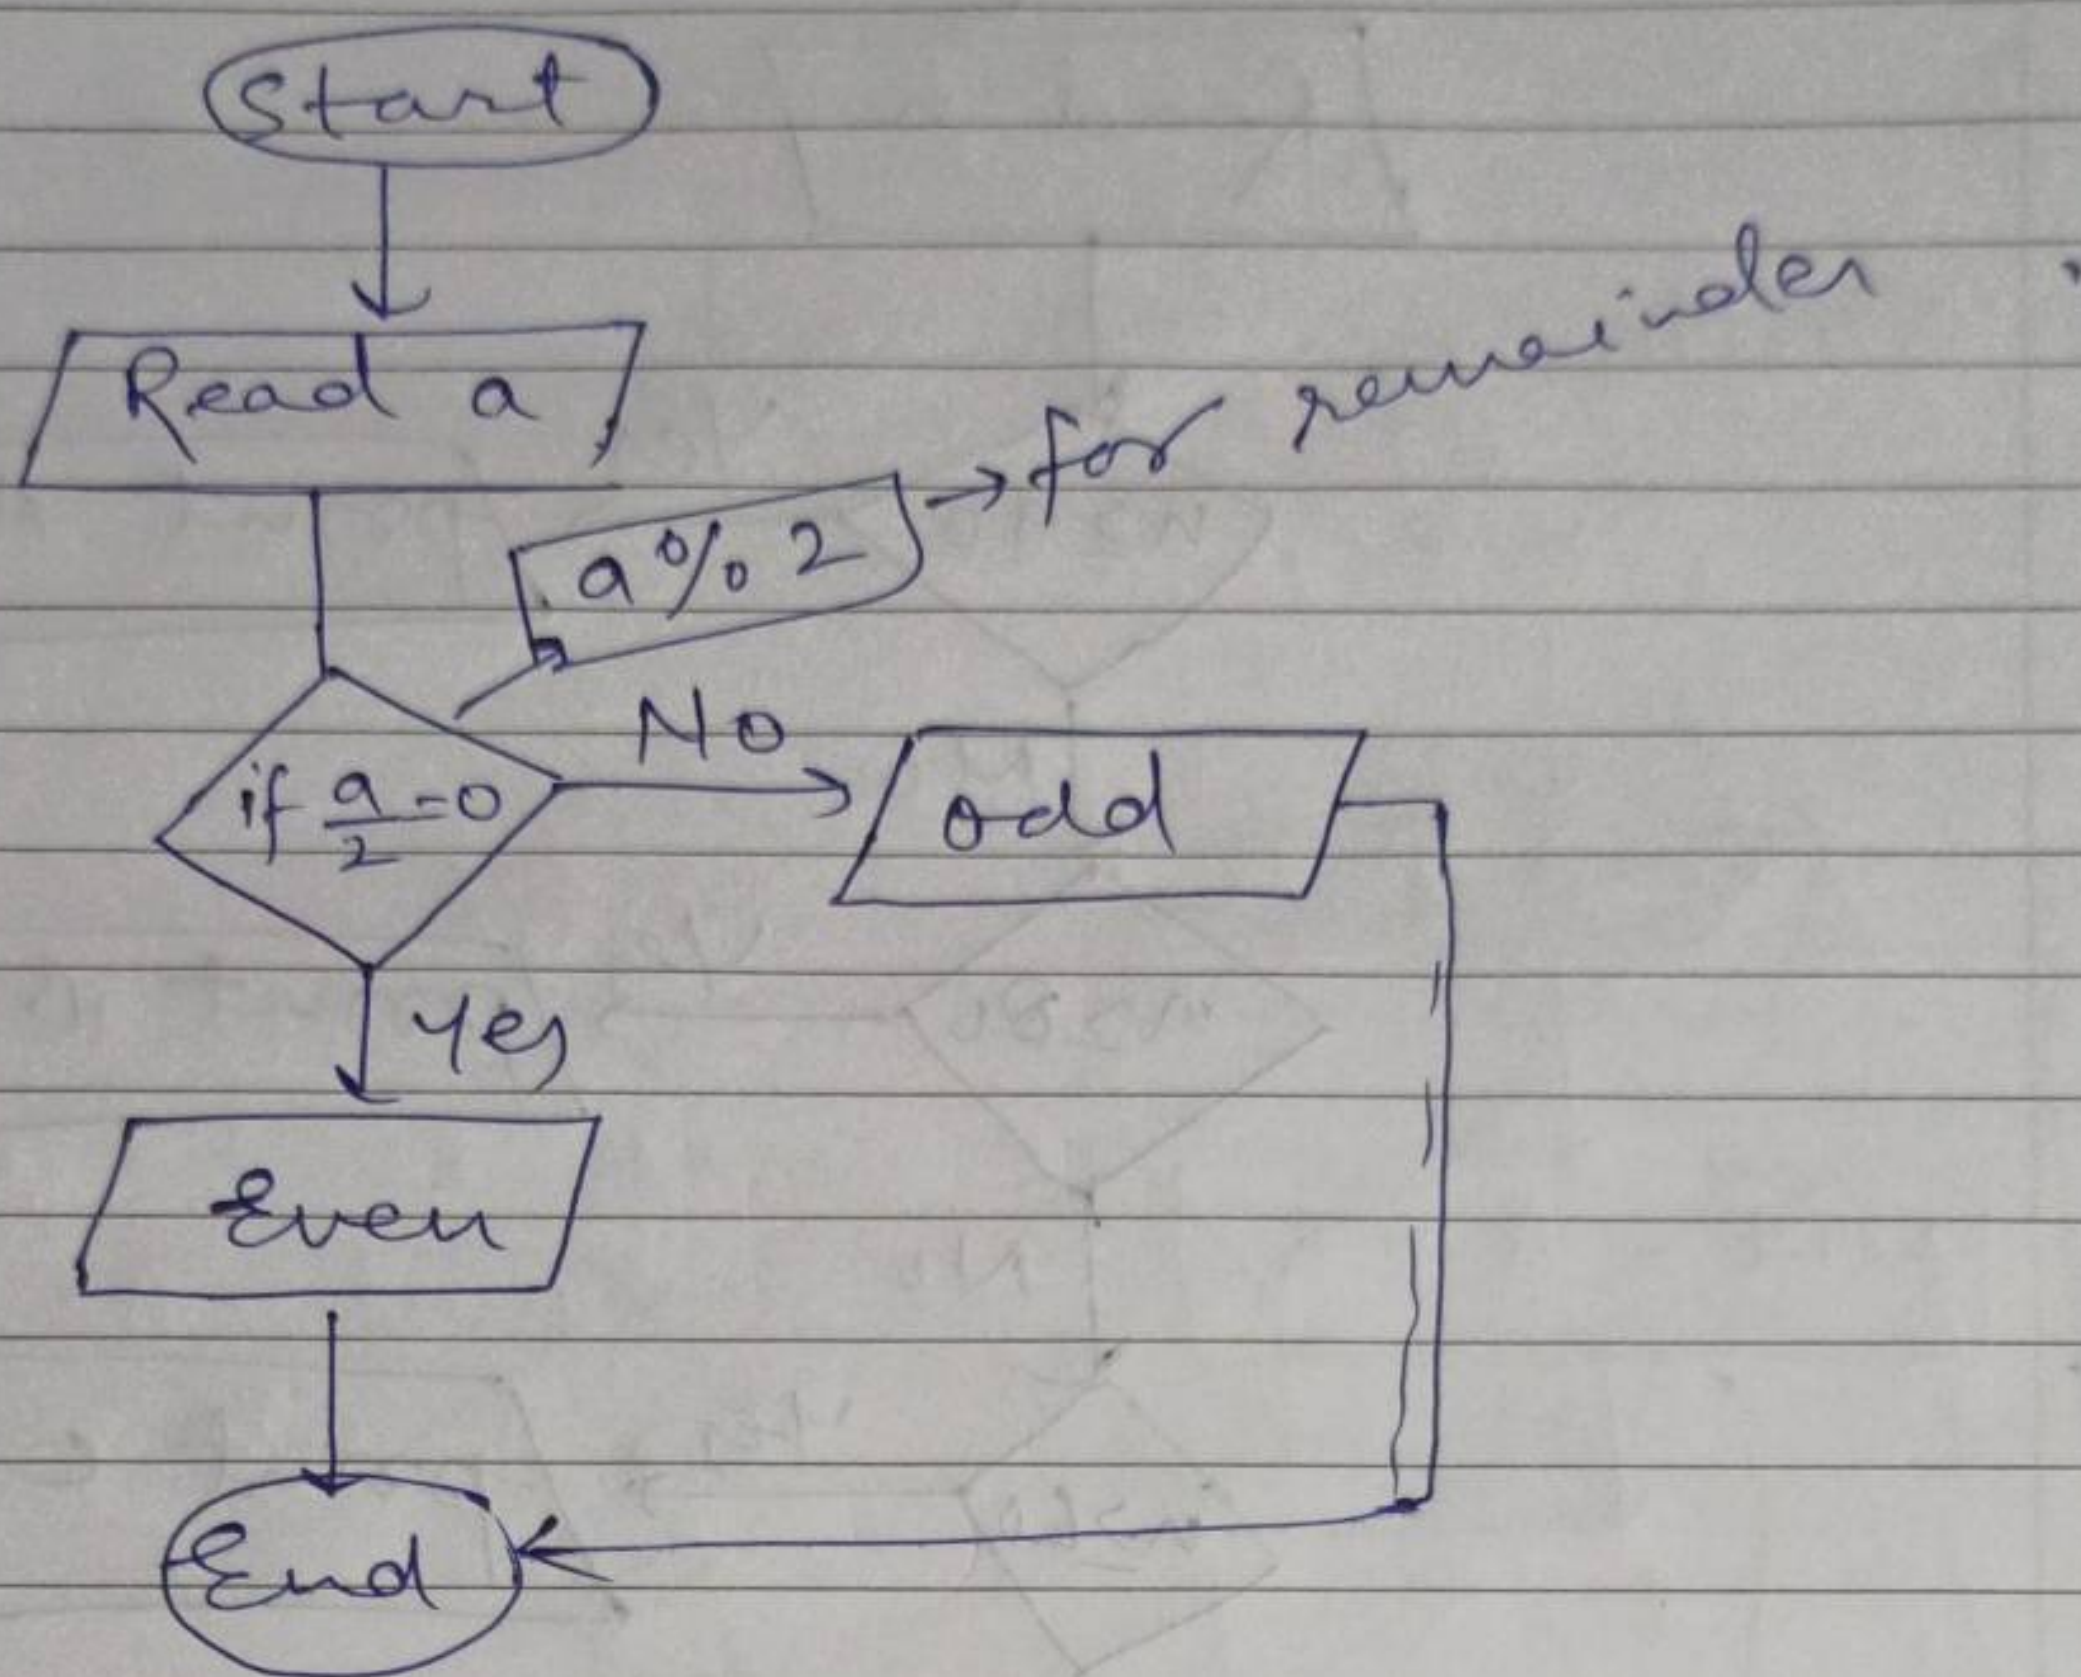 Start
Read a
a % 2 → for remainder
if a/2 = 0
No
odd
Yes
Even
End